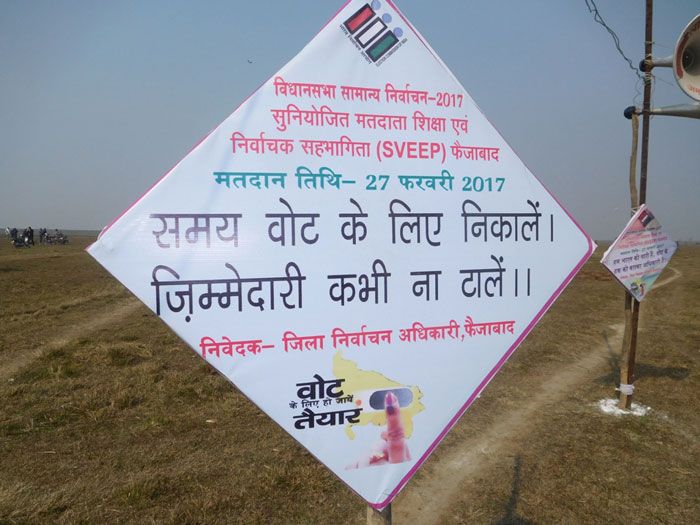 विधानसभा सामान्य निर्वाचन-2017
सुनियोजित मतदाता शिक्षा एवं
निर्वाचक सहभागिता (SVEEP) फैजाबाद
मतदान तिथि– 27 फरवरी 2017
समय वोट के लिए निकालें।
ज़िम्मेदारी कभी ना टालें।।
निवेदक– जिला निर्वाचन अधिकारी,फैजाबाद
वोट
के लिए हो जायें
तैयार